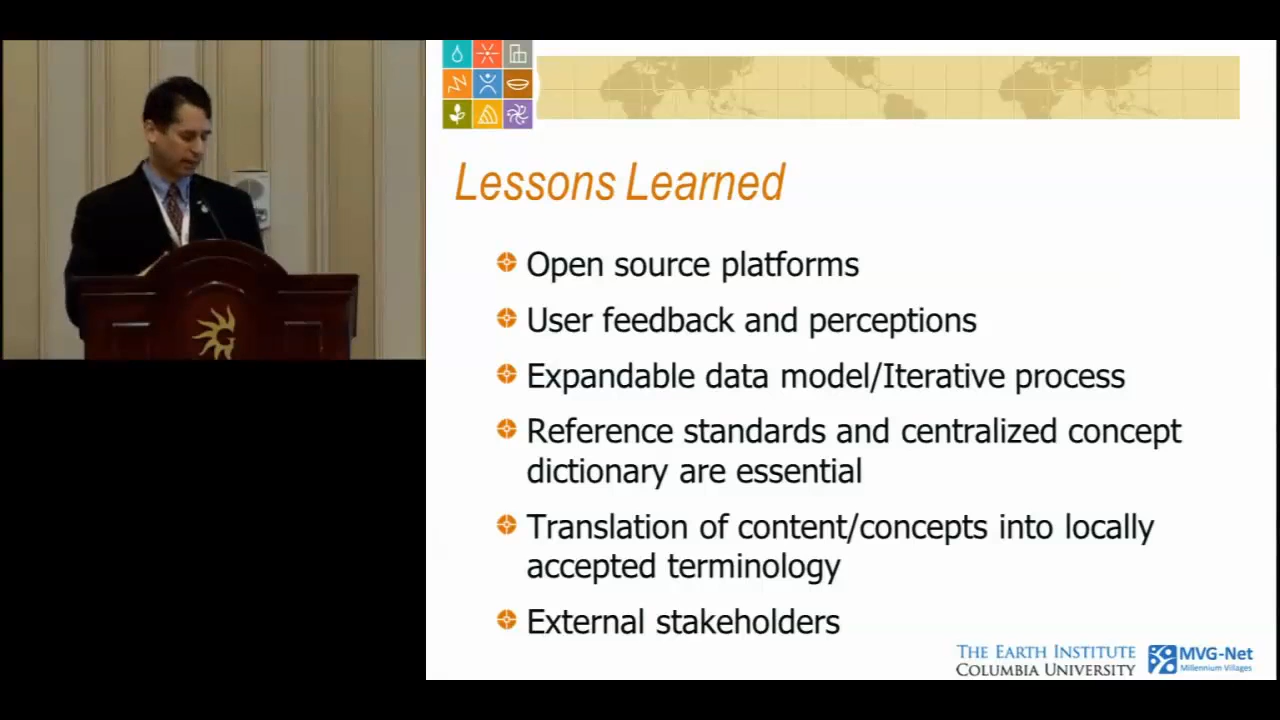 Lessons Learned
Open source platforms
User feedback and perceptions
Expandable data model/Iterative process
Reference standards and centralized concept
dictionary are essential
Translation of content/concepts into locally
accepted terminology
External stakeholders
THE EARTH INSTITUTE
COLUMBIA UNIVERSITY
MVG-Net
Millennium Villages